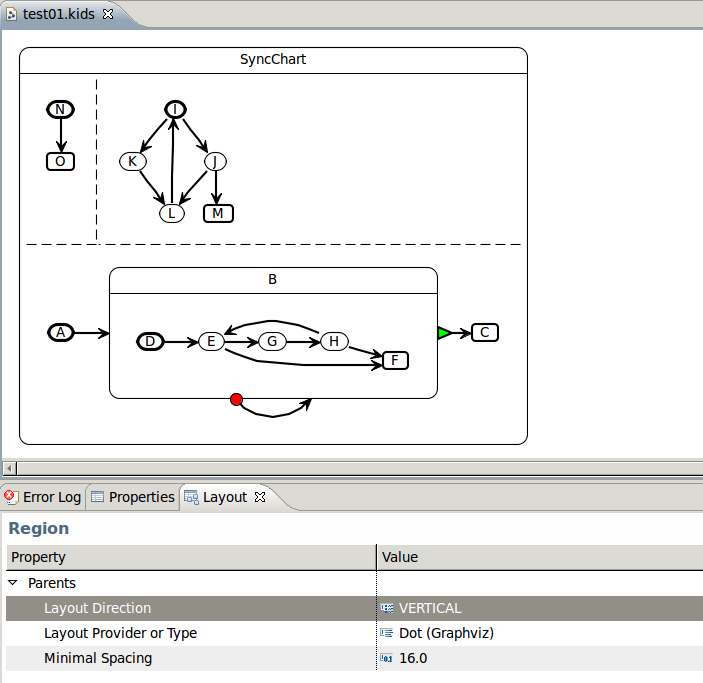 test01.kids
SyncChart
N I
O K J
L M
B
A D E G H C
F
Error Log Properties Layout
Region
Property Value
Parents
Layout Direction VERTICAL
Layout Provider or Type Dot (Graphviz)
Minimal Spacing 16.0